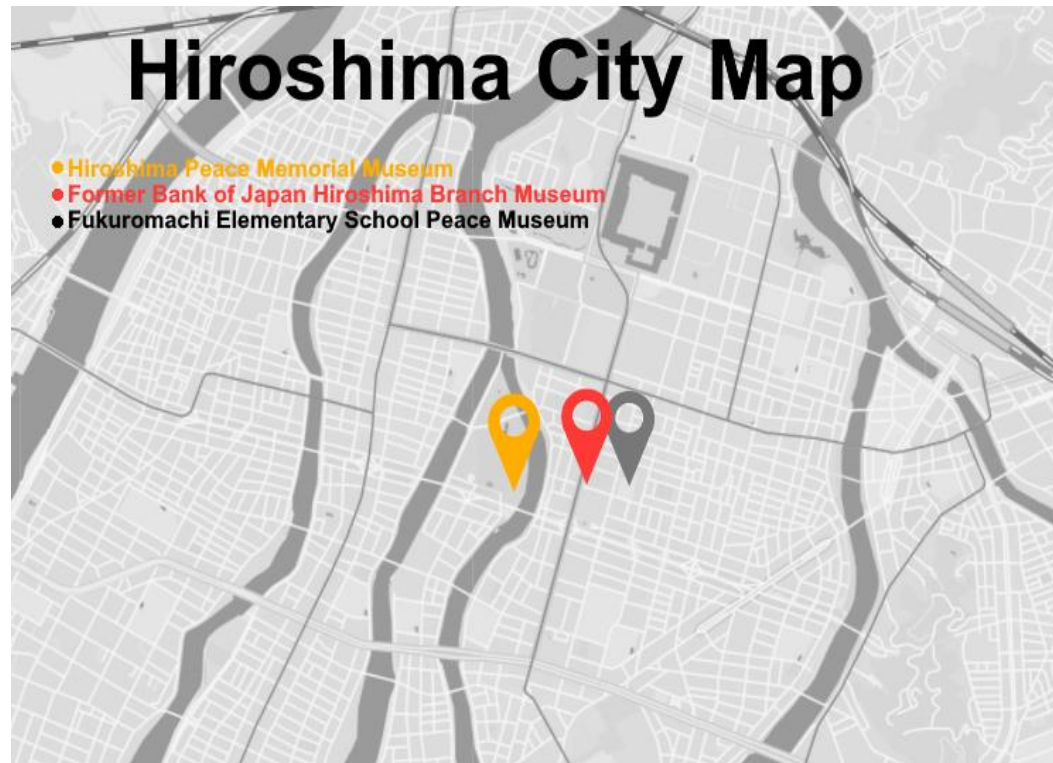 Hiroshima City Map
Hiroshima Peace Memorial Museum
Former Bank of Japan Hiroshima Branch Museum
Fukuromachi Elementary School Peace Museum